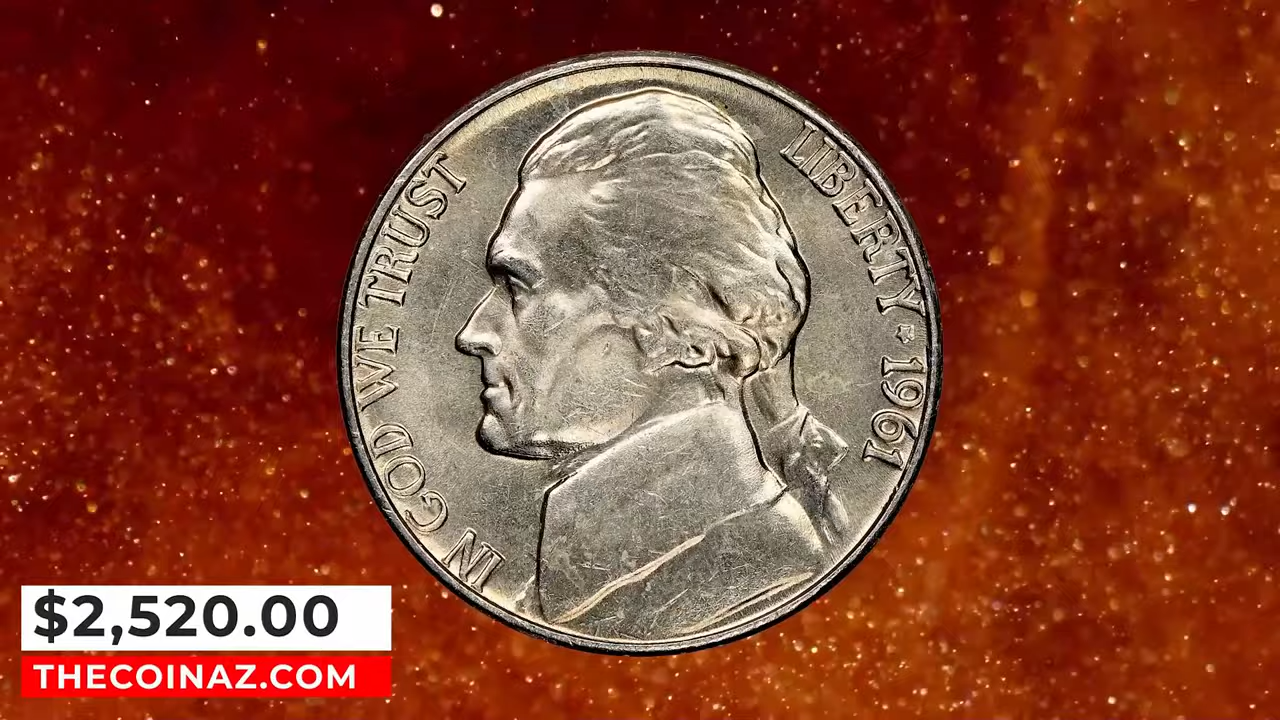 IN GOD WE TRUST
LIBERTY ★ 1961
$2,520.00
THECOINAZ.COM